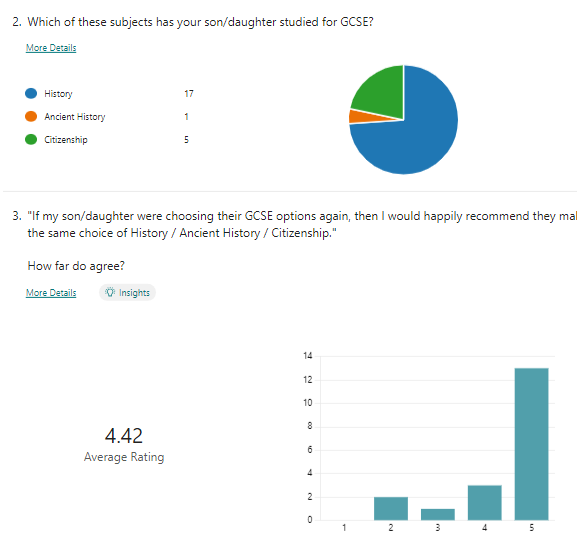 2. Which of these subjects has your son/daughter studied for GCSE?
More Details
History 17
Ancient History 1
Citizenship 5
3. "If my son/daughter were choosing their GCSE options again, then I would happily recommend they
the same choice of History / Ancient History / Citizenship."
How far do agree?
More Details Insights
4.42
Average Rating
14
12
10
8
6
4
2
0
1 2 3 4 5